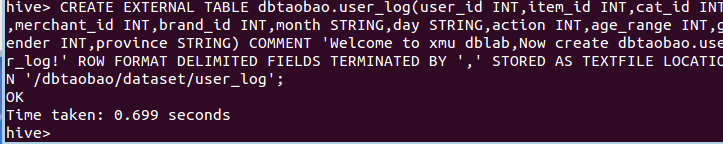 hive> CREATE EXTERNAL TABLE dbtaobao.user_log(user_id INT,item_id INT,cat_id INT
,merchant_id INT,brand_id INT,month STRING,day STRING,action INT,age_range INT,g
ender INT,province STRING) COMMENT 'Welcome to xmu dblab,Now create dbtaobao.use
r_log!' ROW FORMAT DELIMITED FIELDS TERMINATED BY ',' STORED AS TEXTFILE LOCATIO
N '/dbtaobao/dataset/user_log';
OK
Time taken: 0.699 seconds
hive>